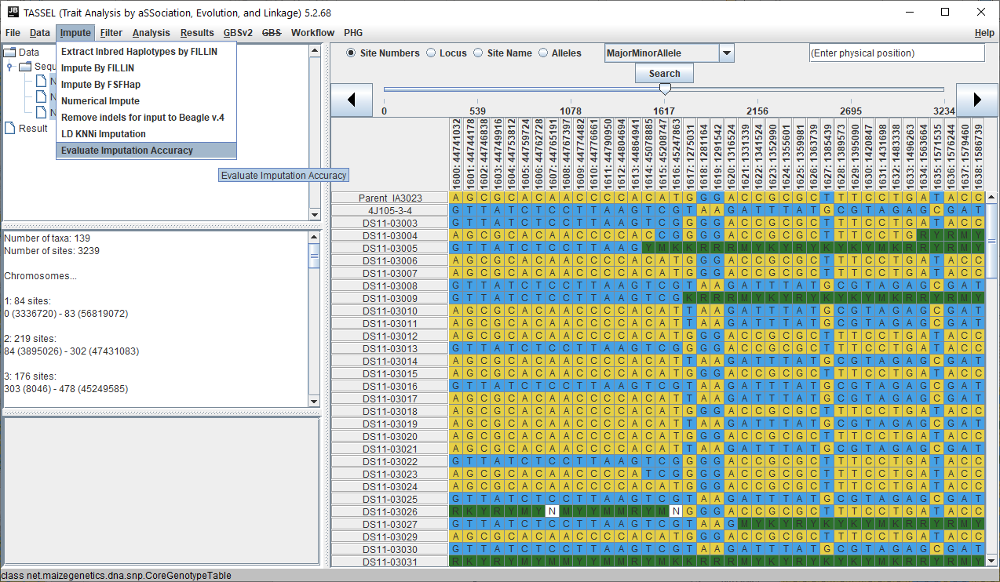 TASSEL (Trait Analysis by aSSociation, Evolution, and Linkage) 5.2.68
File Data Impute Filter Analysis Results GBSv2 GBS Workflow PHG Help
Data
Sequ
N
N
N
Result
Extract Inbred Haplotypes by FILLIN
Impute By FILLIN
Impute By FSFHap
Numerical Impute
Remove indels for input to Beagle v.4
LD KNNi Imputation
Evaluate Imputation Accuracy
Evaluate Imputation Accuracy
Number of taxa: 139
Number of sites: 3239
Chromosomes...
1: 84 sites:
0 (3336720) - 83 (56819072)
2: 219 sites:
84 (3895026) - 302 (47431083)
3: 176 sites:
303 (8046) - 478 (45249585)
Site Numbers Locus Site Name Alleles MajorMinorAllele (Enter physical position)
Search
0 539 1078 1617 2156 2695 3234
1600: 44741032
1601: 44744178
1602: 44746838
1603: 44749916
1604: 44753812
1605: 44759724
1606: 44762728
1607: 44765191
1608: 44767397
1609: 44774482
1610: 44776661
1611: 44790950
1612: 44804694
1613: 44864941
1614: 45078885
1615: 45208747
1616: 45247863
1617: 1275031
1618: 1281164
1619: 1291542
1620: 1316524
1621: 1331339
1622: 1341524
1623: 1352990
1624: 1355601
1625: 1359981
1626: 1363739
1627: 1385439
1628: 1389573
1629: 1395090
1630: 1420847
1631: 1431698
1632: 1483338
1633: 1496263
1634: 1563664
1635: 1571535
1636: 1576244
1637: 1579460
1638: 1586739
Parent IA3023 A G C G C A C A A C C C C A C A T G G G A C C G C G C T T T C C T G A T A C C
4J105-3-4 G T T A T C T C C T T A A G T C G T A A G A T T T A T G C G T A G A G C G A T
DS11-03003 G T T A T C T C C T T A A G T C G G G G A C C G C G C T T T C C T G A T A C C
DS11-03004 A G C G C A C A A C C C C A C C G G G G A C C G C G C T T T C C T G R Y R M Y
DS11-03005 G T T A T C T C C T T A A G Y M K K R R R M Y K Y R Y K Y K Y M K R R Y R M Y
DS11-03006 A G C G C A C A A C C C C A C A T G G G A C C G C G C T T T C C T G A T A C C
DS11-03007 A G C G C A C A A C C C C A C A T G G G A C C G C G C T T T C C T G A T A C C
DS11-03008 G T T A T C T C C T T A A G T C G T A A G A T T T A T G C G T A G A G C G A T
DS11-03009 G T T A T C T C C T T A A G T C G K R R R M Y K Y R Y K Y K Y M K R R Y R M Y
DS11-03010 A G C G C A C A A C C C C A C A T T A A G A T T T A T G C G T A G A G C G A T
DS11-03011 A G C G C A C A A C C C C A C A T T A A G A T T T A T G C G T A G A G C G A T
DS11-03012 A G C G C A C A A C C C C A C A T G G G A C C G C G C T T T C C T G A T A C C
DS11-03013 G T T A T C T C C T T A A G T C G G G G A C C G C G C T T T C C T G A T A C C
DS11-03014 A G C G C A C A A C C C C A C A T T A A G A T T T A T G C G T A G A G C G A T
DS11-03015 A G C G C A C A A C C C C A C A T G G G A C C G C G C T T T C C T G A T A C C
DS11-03016 G T T A T C T C C T T A A G T C G T A A G A T T T A T G C G T A G A G C G A T
DS11-03017 A G C G C A C A A C C C C A C A T T A A G A T T T A T G C G T A G A G C G A T
DS11-03018 A G C G C A C A A C C C C A C A T G G G A C C G C G C T T T C C T G A T A C C
DS11-03019 A G C G C A C A A C C C C A C A T T A A G A T T T A T G C G T A G A G C G A T
DS11-03020 A G C G C A C A A C C C C A C A T G G G A C C G C G C T T T C C T G A T A C C
DS11-03021 A G C G C A C A A C C C C A C A T T A A G A T T T A T G C G T A G A G C G A T
DS11-03022 G T T A T C T C C T T A A G T C G G G G A C C G C G C T T T C C T G A T A C C
DS11-03023 A G C G C A C A A C C C C A T C G G G G A C C G C G C T T T C C T G A T A C C
DS11-03024 A G C G C A C A A C C C C A C A T G G G A C C G C G C T T T C C T G A T A C C
DS11-03025 G T T A T C T C C T T A A G T C G T A A G A T T T A T G C G T A G A G C G A T
DS11-03026 R K Y R Y M Y N M Y Y M M R Y M N G G G A C C G C G C T T T C C T G A T A C C
DS11-03027 G T T A T C T C C T T A A G T C G T A A G M Y K Y R Y K Y K Y M K R R Y R M Y
DS11-03029 A G C G C A C A A C C C C A C A T G G G A C C G C G C T T T C C T G A T A C C
DS11-03030 G T T A T C T C C T T A A G T C G T A A G A T T T A T G C G T A G A G C G A T
DS11-03031 R K Y R Y M Y M M Y Y M M R Y M K K R R R M Y K Y R Y K Y K Y M K R R Y R M Y
class net.maizegenetics.dna.snp.CoreGenotypeTable